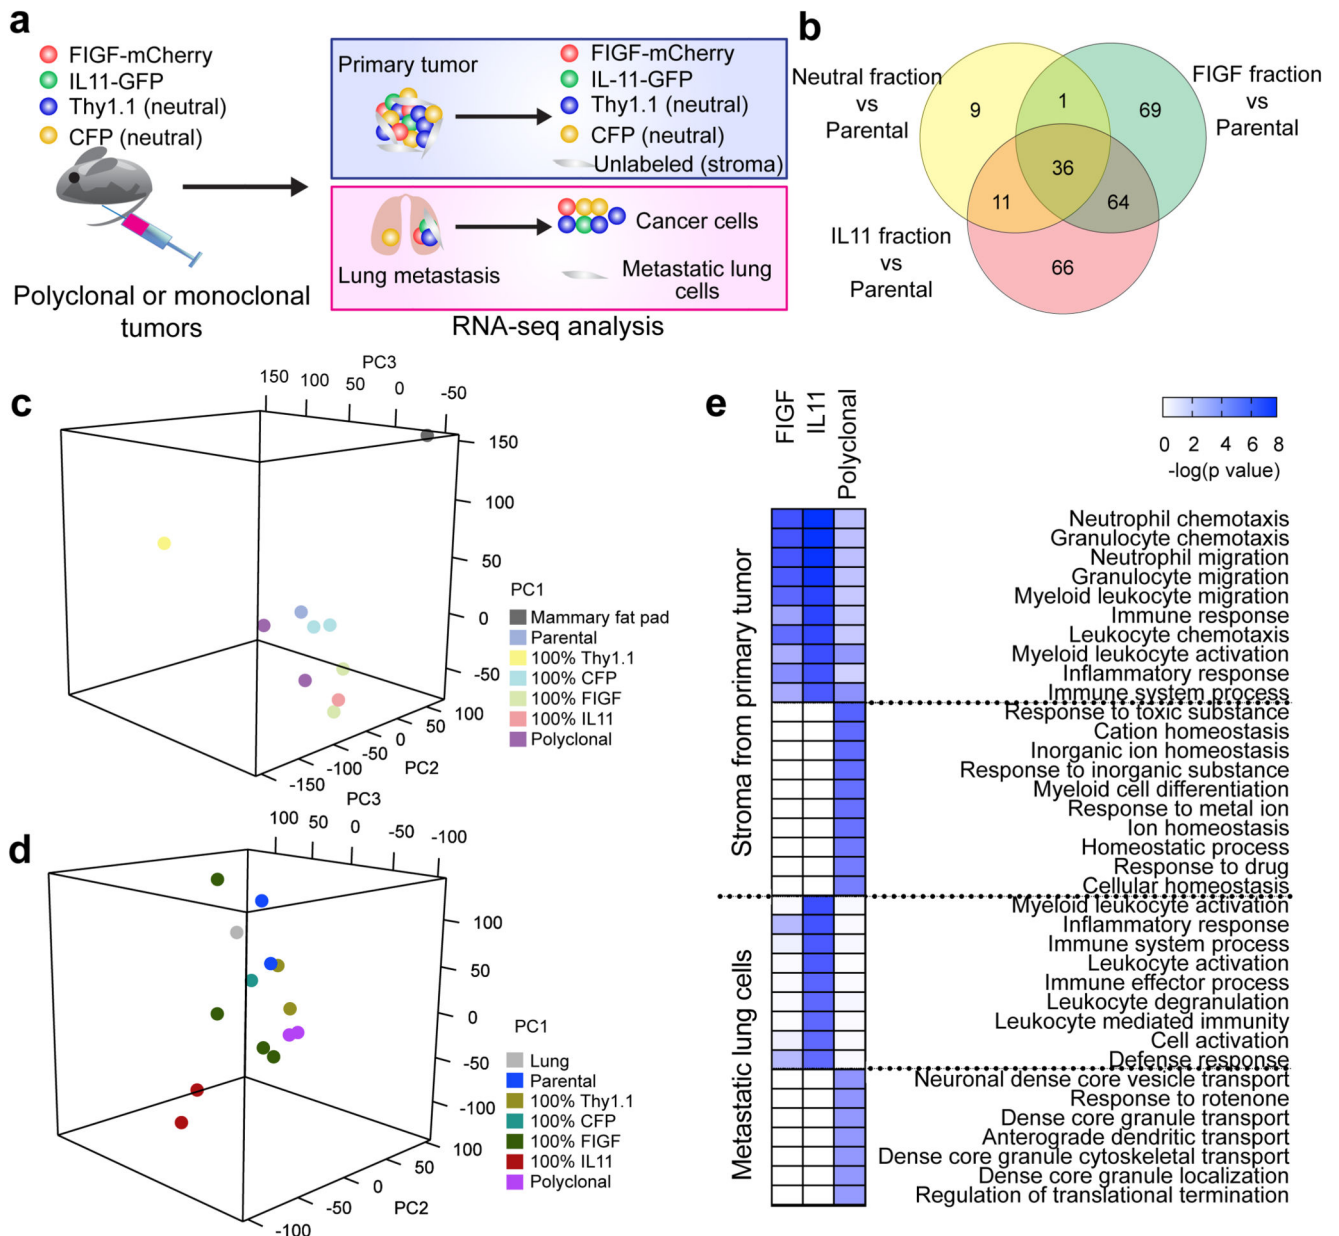 a
FIGF-mCherry
IL11-GFP
Thy1.1 (neutral)
CFP (neutral)
Polyclonal or monoclonal
tumors
Primary tumor
FIGF-mCherry
IL-11-GFP
Thy1.1 (neutral)
CFP (neutral)
Unlabeled (stroma)
Lung metastasis
Cancer cells
Metastatic lung
cells
RNA-seq analysis
b
Neutral fraction
vs
Parental
FIGF fraction
vs
Parental
IL11 fraction
vs
Parental
9
1
69
36
11
64
66
c
PC3
150 100 50 0 -50
150
100
50
0
-50
PC1
100
50
0
-50
-100
-150
PC2
Mammary fat pad
Parental
100% Thy1.1
100% CFP
100% FIGF
100% IL11
Polyclonal
d
PC3
100 50 0 -50 -100
100
50
0
-50
-100
PC1
100
50
0
-50
-100
PC2
Lung
Parental
100% Thy1.1
100% CFP
100% FIGF
100% IL11
Polyclonal
e
FIGF
IL11
Polyclonal
0 2 4 6 8
-log(p value)
Stroma from primary tumor
Neutrophil chemotaxis
Granulocyte chemotaxis
Neutrophil migration
Granulocyte migration
Myeloid leukocyte migration
Immune response
Leukocyte chemotaxis
Myeloid leukocyte activation
Inflammatory response
Immune system process
Response to toxic substance
Cation homeostasis
Inorganic ion homeostasis
Response to inorganic substance
Myeloid cell differentiation
Response to metal ion
Ion homeostasis
Homeostatic process
Response to drug
Cellular homeostasis
Metastatic lung cells
Myeloid leukocyte activation
Inflammatory response
Immune system process
Leukocyte activation
Immune effector process
Leukocyte degranulation
Leukocyte mediated immunity
Cell activation
Defense response
Neuronal dense core vesicle transport
Response to rotenone
Dense core granule transport
Anterograde dendritic transport
Dense core granule cytoskeletal transport
Dense core granule localization
Regulation of translational termination